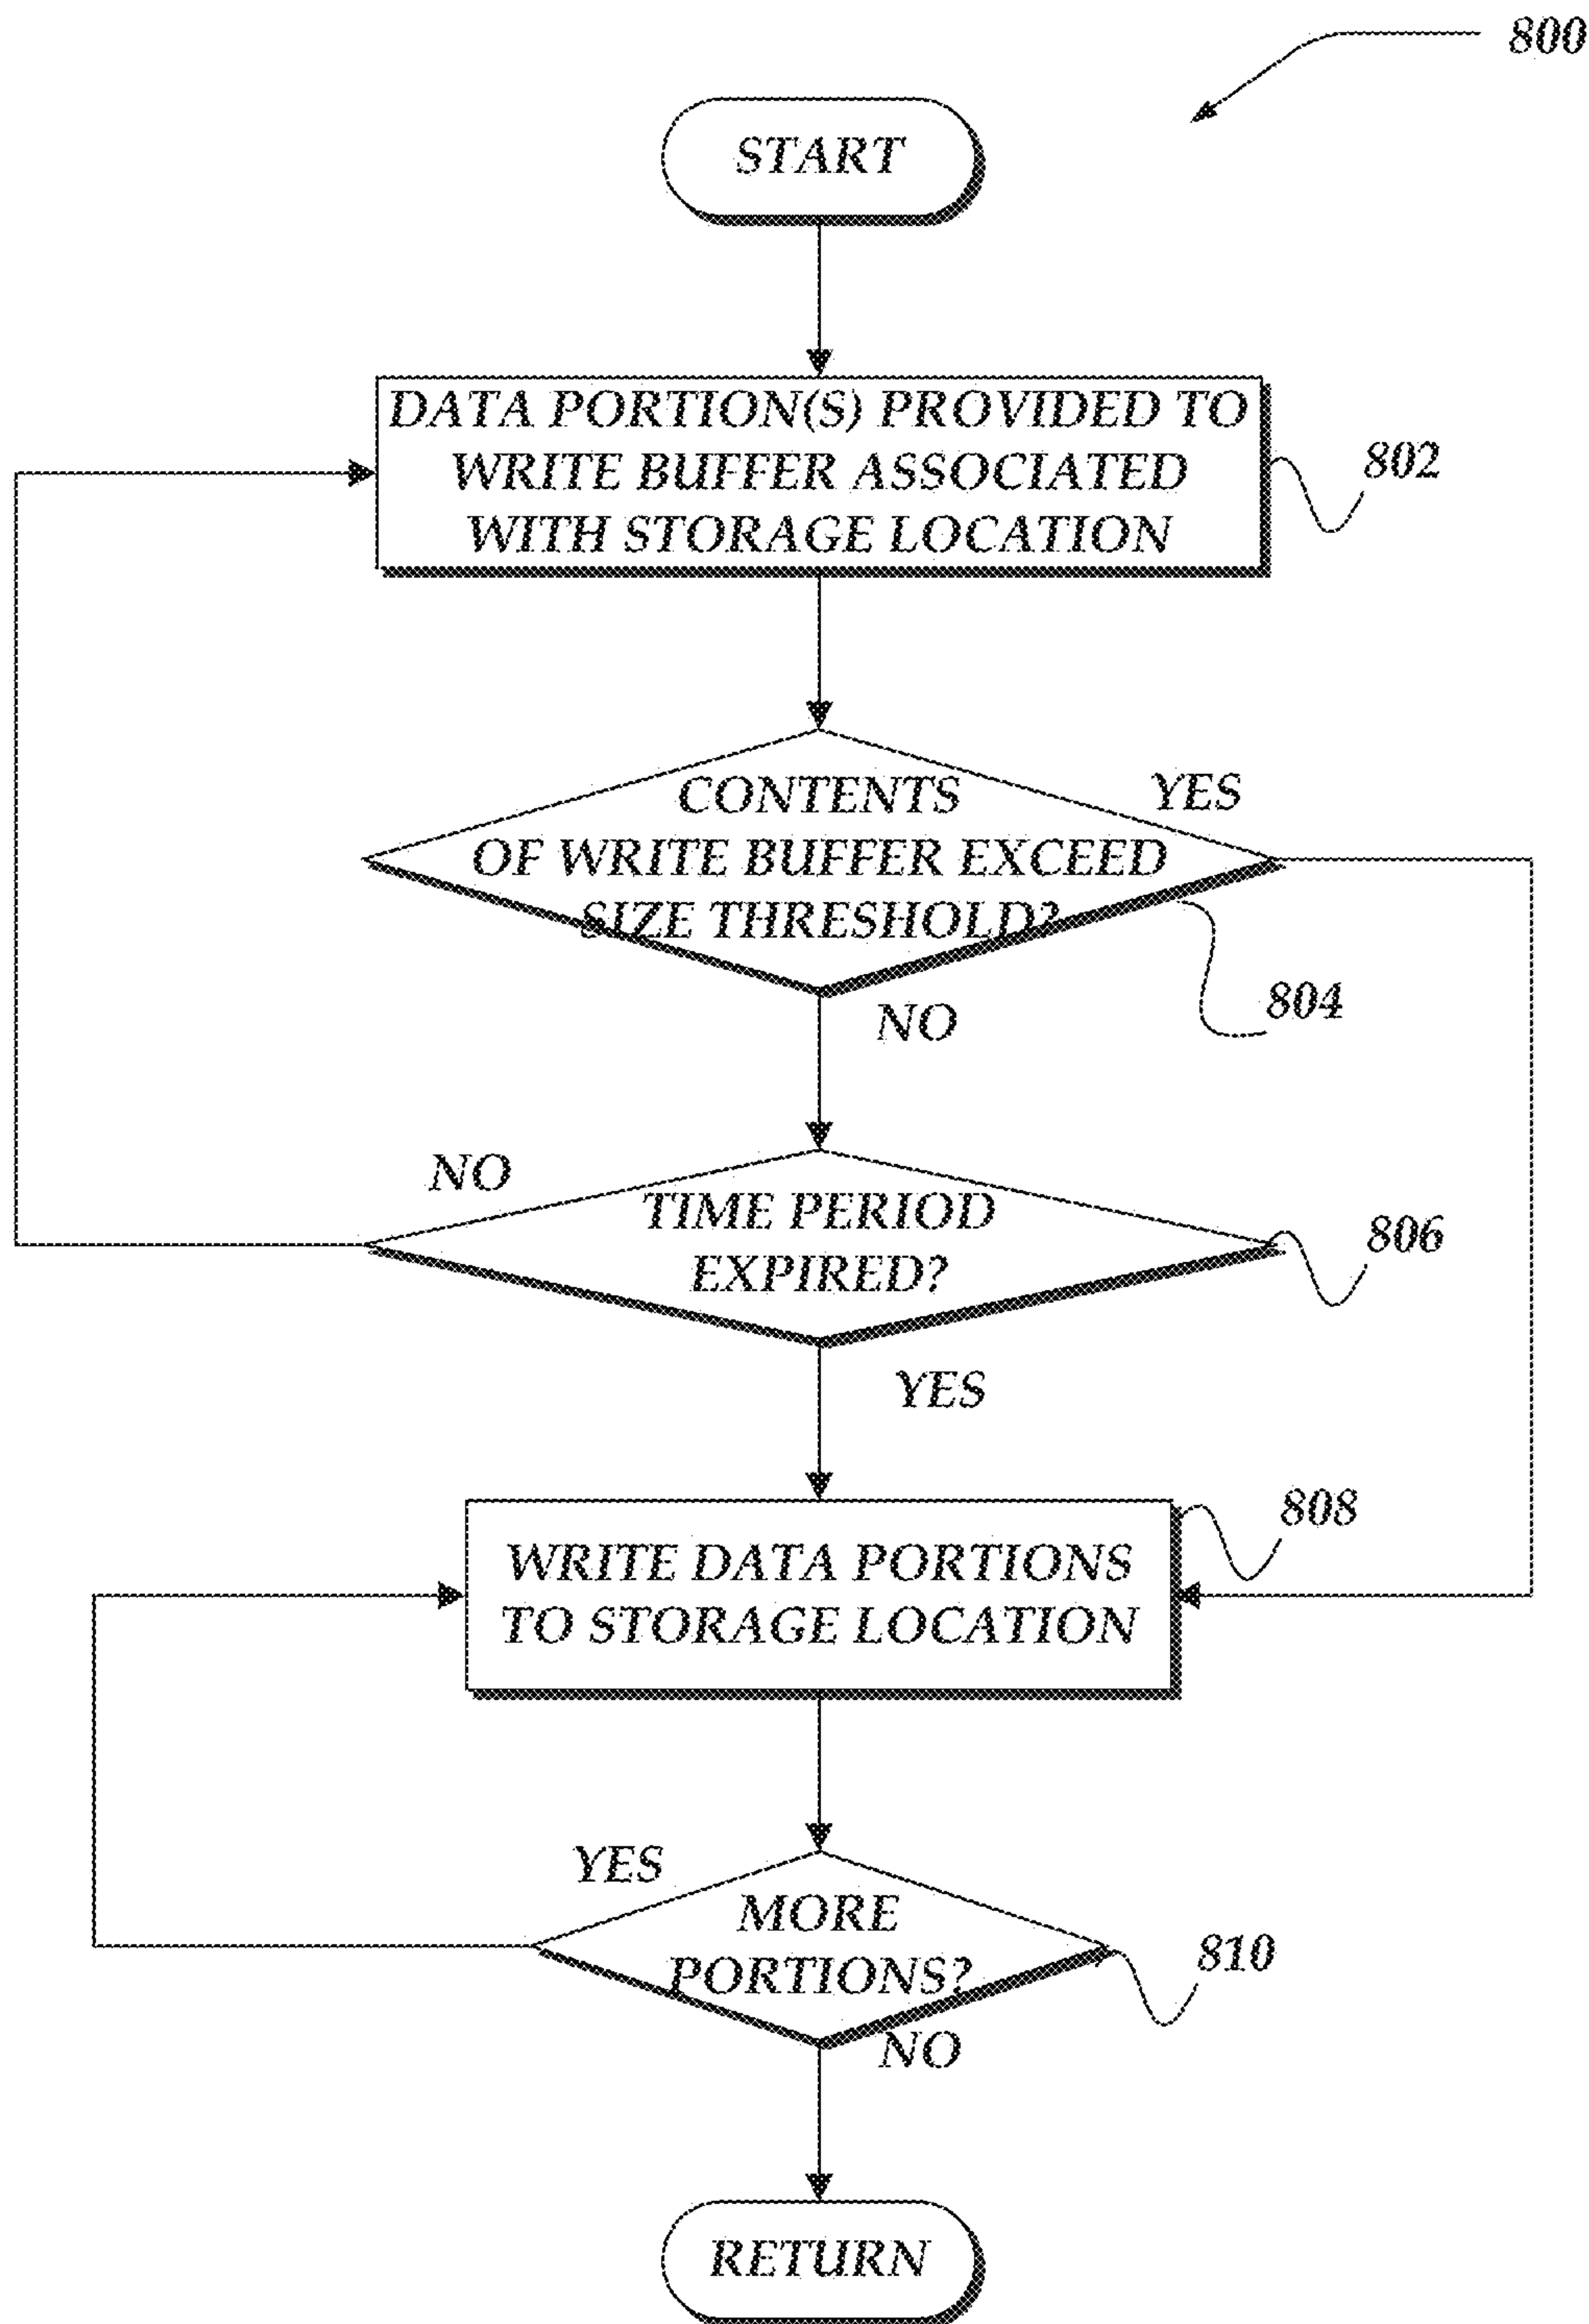 800
START
DATA PORTION(S) PROVIDED TO
WRITE BUFFER ASSOCIATED
WITH STORAGE LOCATION
802
CONTENTS
OF WRITE BUFFER EXCEED
SIZE THRESHOLD?
YES
804
NO
TIME PERIOD
EXPIRED?
NO
806
YES
WRITE DATA PORTIONS
TO STORAGE LOCATION
808
MORE
PORTIONS?
YES
810
NO
RETURN